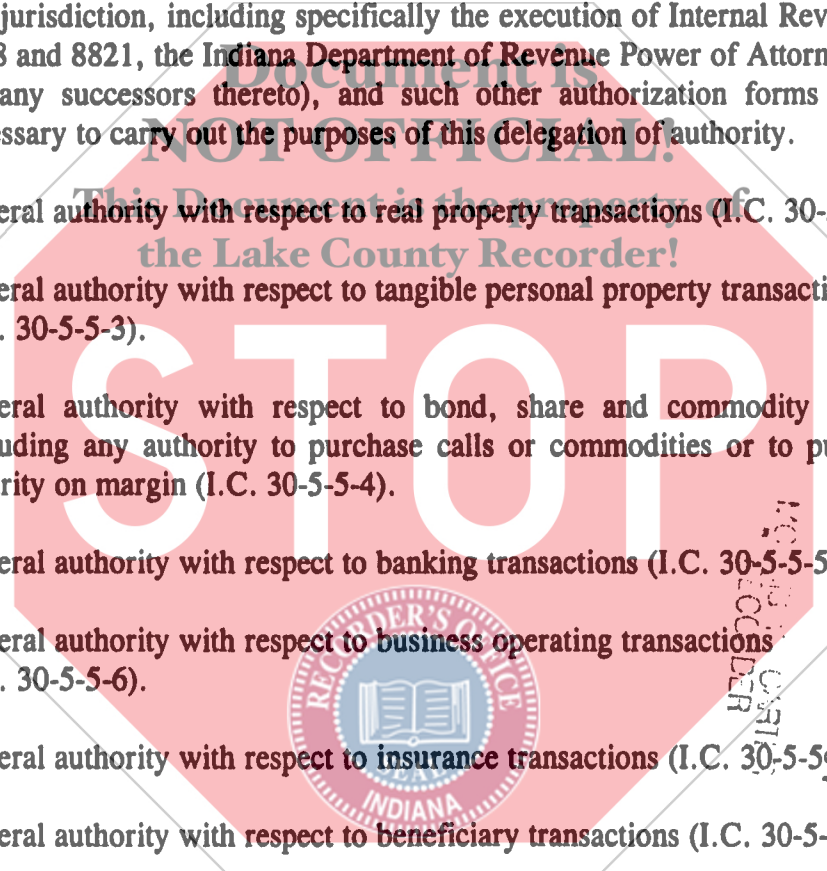 jurisdiction, including specifically the execution of Internal Rev
8 and 8821, the Indiana Department of Revenue Power of Attorn
any successors thereto), and such other authorization forms
essary to carry out the purposes of this delegation of authority.
Document is
NOT OFFICIAL!
This Document is the property of
the Lake County Recorder!
eral authority with respect to real property transactions (I.C. 30-
eral authority with respect to tangible personal property transacti
. 30-5-5-3).
STOP
eral authority with respect to bond, share and commodity
uding any authority to purchase calls or commodities or to pu
rity on margin (I.C. 30-5-5-4).
eral authority with respect to banking transactions (I.C. 30-5-5-5
eral authority with respect to business operating transactions
. 30-5-5-6).
RECORDER'S OFFICE
SEAL
INDIANA
eral authority with respect to insurance transactions (I.C. 30-5-5
eral authority with respect to beneficiary transactions (I.C. 30-5-